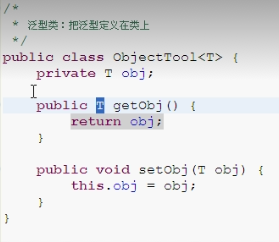 /*
 * 泛型类：把泛型定义在类上
 */
public class ObjectTool<T> {
    private T obj;
    public T getObj() {
        return obj;
    }
    public void setObj(T obj) {
        this.obj = obj;
    }
}